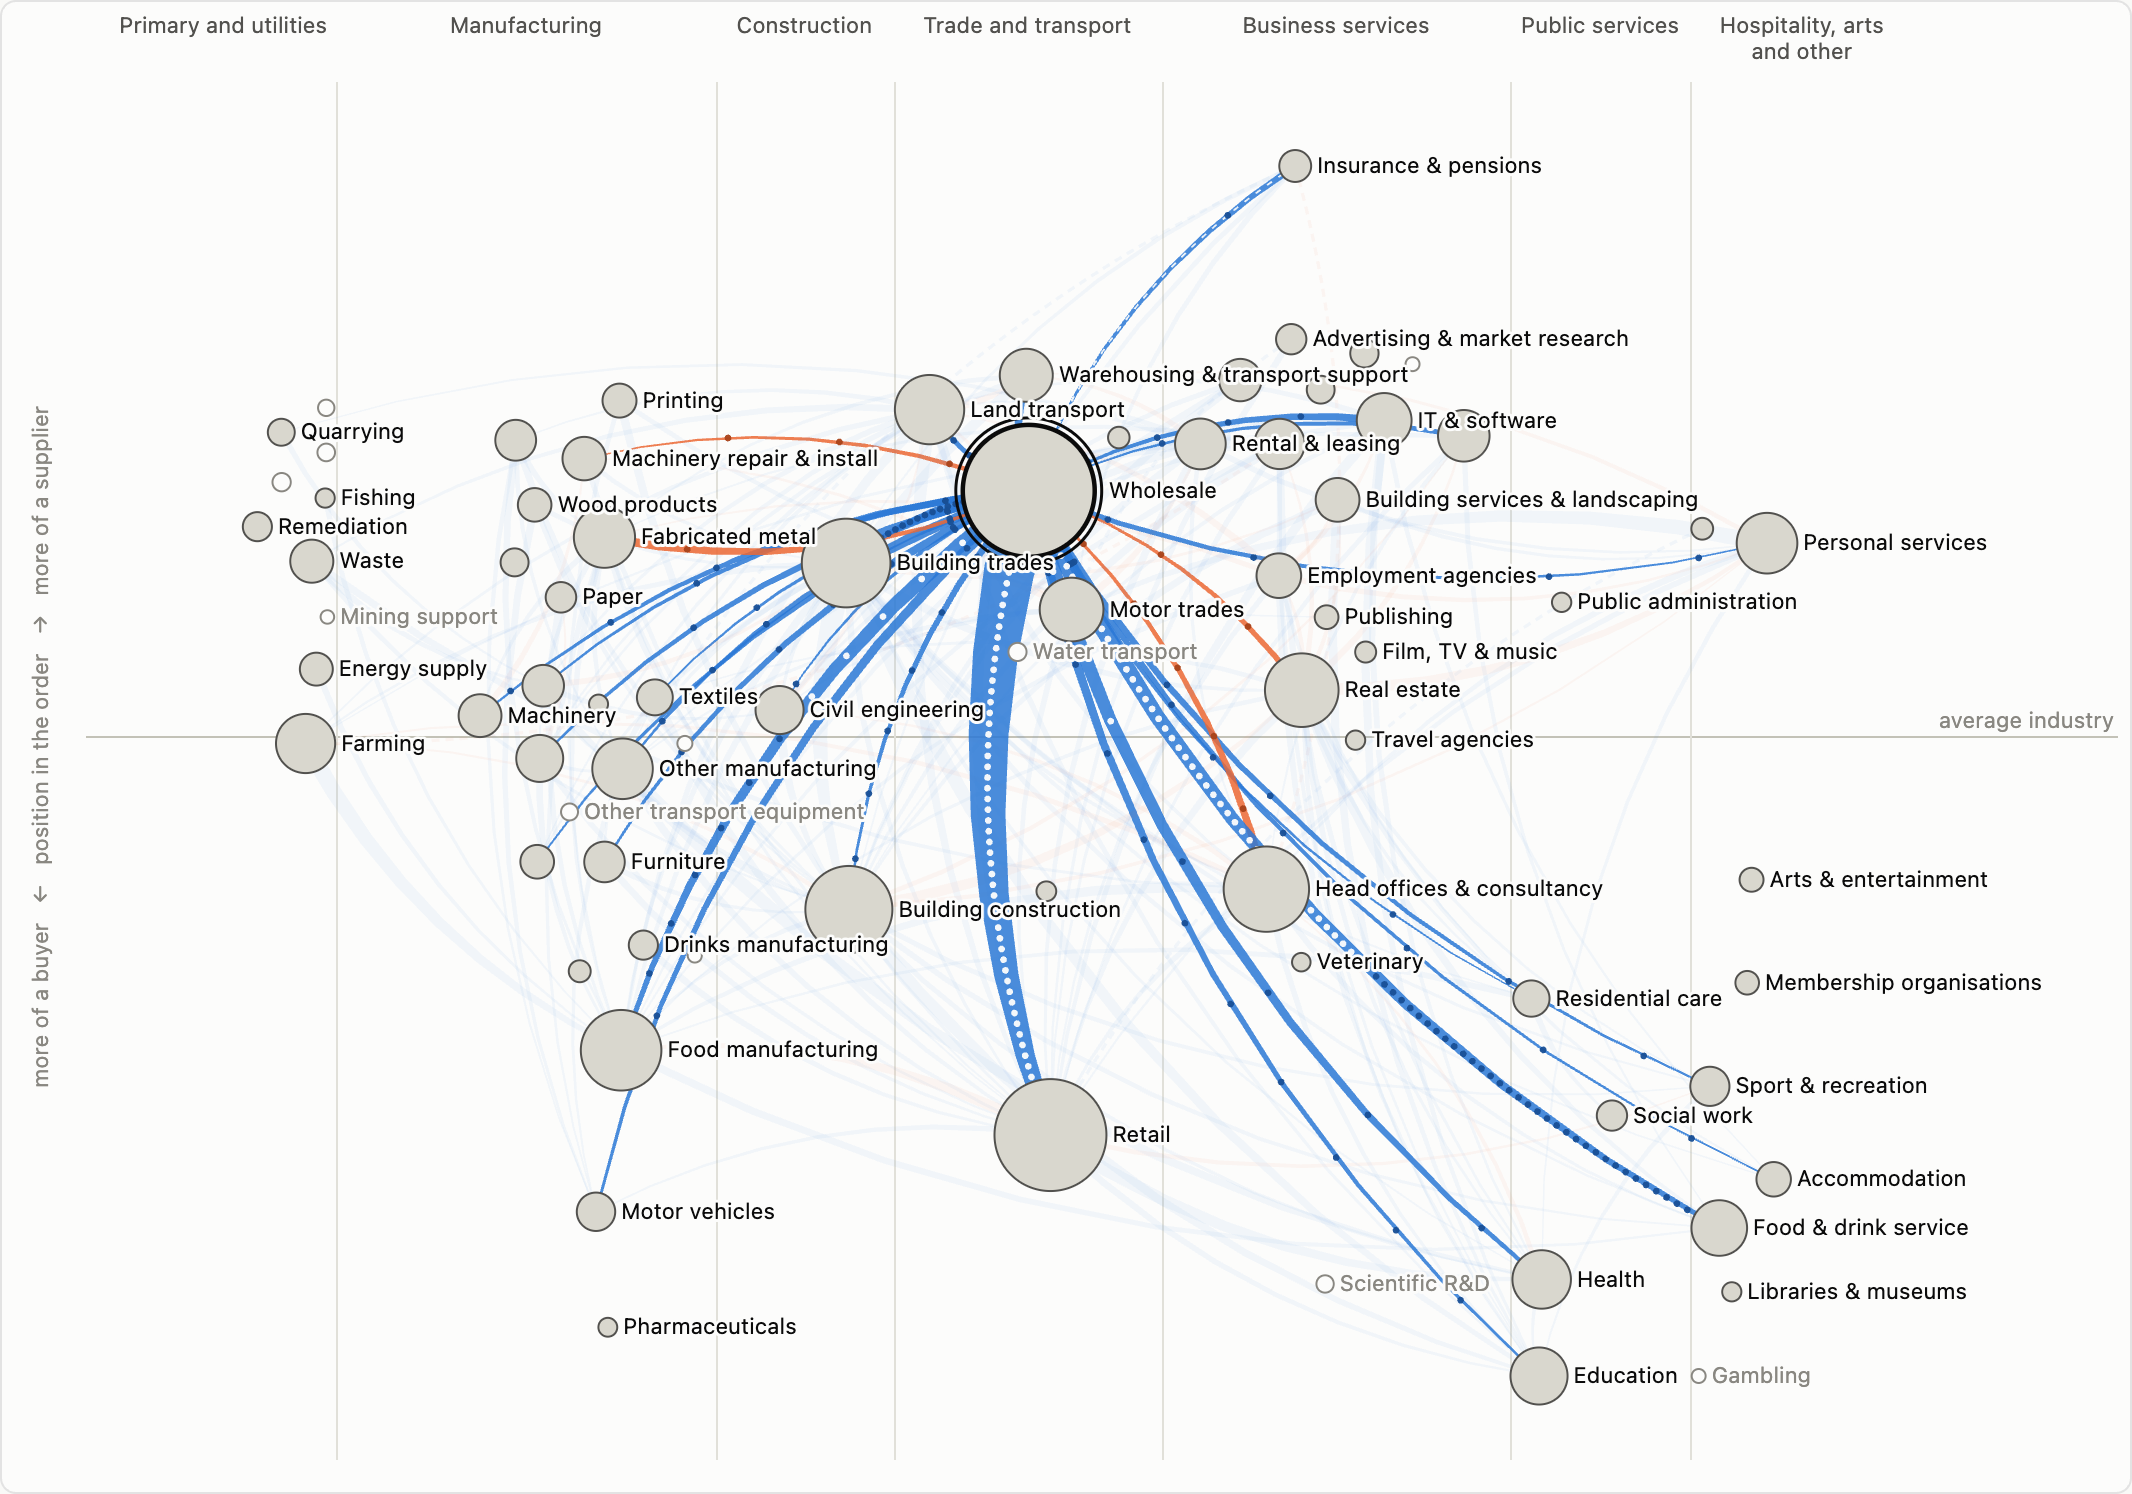 Primary and utilities
Manufacturing
Construction
Trade and transport
Business services
Public services
Hospitality, arts
and other
Insurance & pensions
Advertising & market research
Warehousing & transport support
Printing
Land transport
IT & software
Quarrying
Machinery repair & install
Rental & leasing
Wholesale
Fishing
Wood products
Building services & landscaping
Remediation
Fabricated metal
Personal services
Waste
Building trades
Employment agencies
Paper
Motor trades
Public administration
Mining support
Publishing
Water transport
Film, TV & music
Energy supply
Textiles
Real estate
Machinery
Civil engineering
average industry
Farming
Travel agencies
Other manufacturing
Other transport equipment
Furniture
Arts & entertainment
Head offices & consultancy
Building construction
Drinks manufacturing
Veterinary
Membership organisations
Residential care
Food manufacturing
Sport & recreation
Social work
Retail
Accommodation
Motor vehicles
Food & drink service
Health
Scientific R&D
Libraries & museums
Pharmaceuticals
Education
Gambling
more of a buyer ← position in the order → more of a supplier